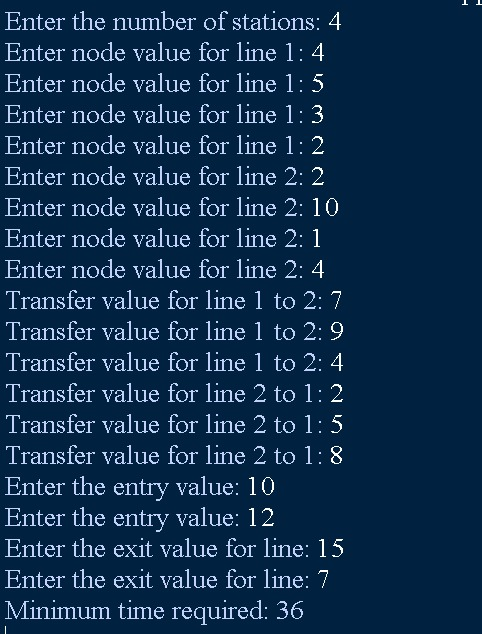 Enter the number of stations: 4
Enter node value for line 1: 4
Enter node value for line 1: 5
Enter node value for line 1: 3
Enter node value for line 1: 2
Enter node value for line 2: 2
Enter node value for line 2: 10
Enter node value for line 2: 1
Enter node value for line 2: 4
Transfer value for line 1 to 2: 7
Transfer value for line 1 to 2: 9
Transfer value for line 1 to 2: 4
Transfer value for line 2 to 1: 2
Transfer value for line 2 to 1: 5
Transfer value for line 2 to 1: 8
Enter the entry value: 10
Enter the entry value: 12
Enter the exit value for line: 15
Enter the exit value for line: 7
Minimum time required: 36